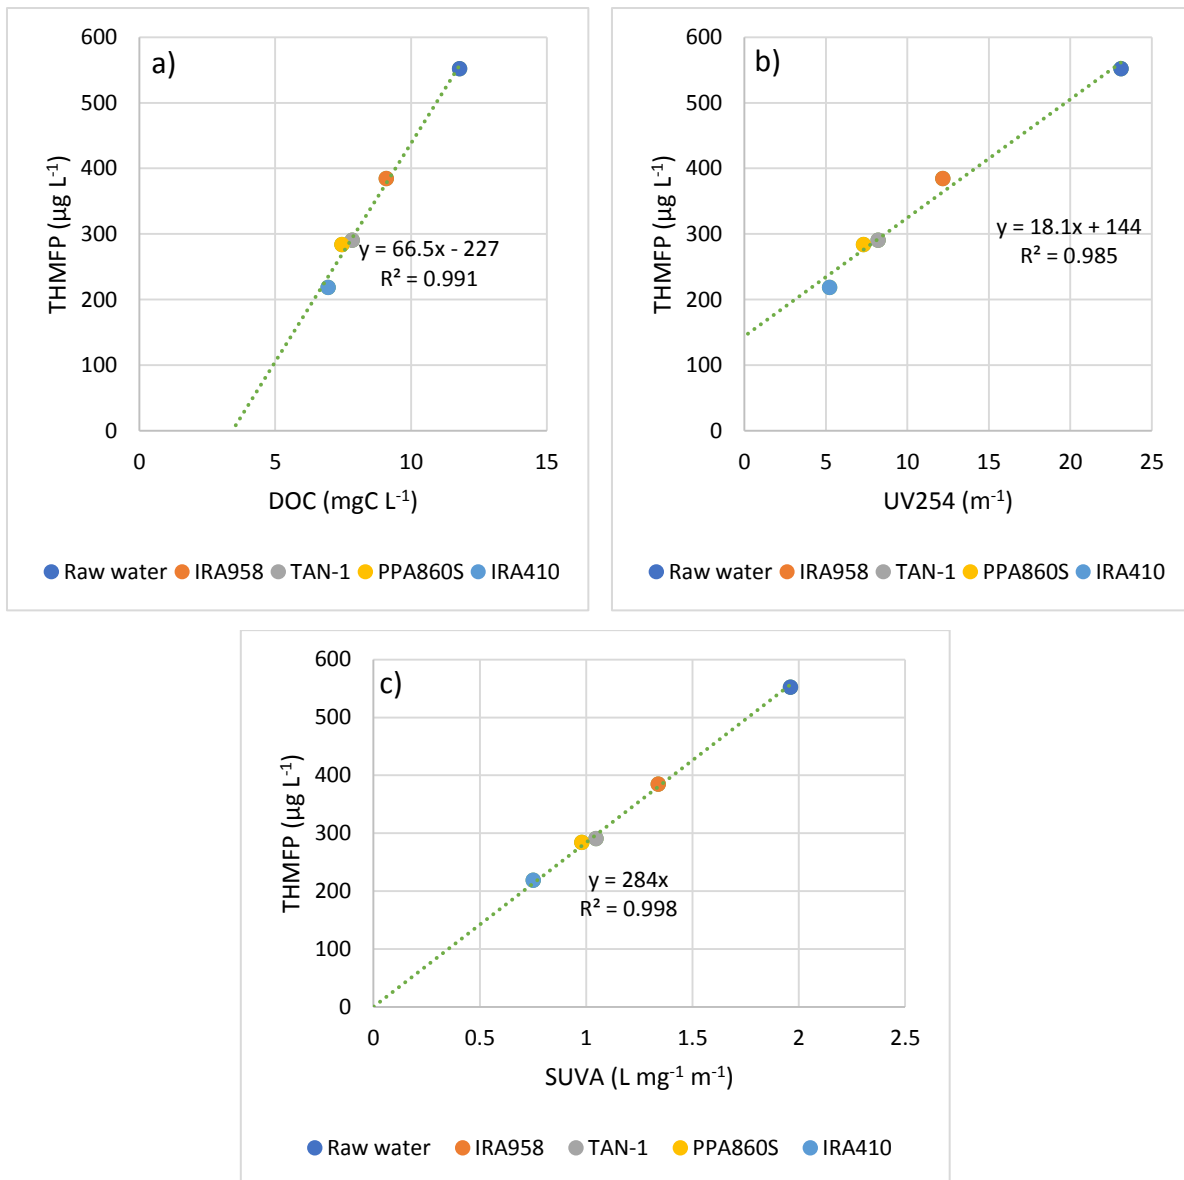 a)
600
500
400
300
200
100
0
THMFP (µg L⁻¹)
y = 66.5x - 227
R² = 0.991
0 5 10 15
DOC (mgC L⁻¹)
Raw water IRA958 TAN-1 PPA860S IRA410
b)
600
500
400
300
200
100
0
THMFP (µg L⁻¹)
y = 18.1x + 144
R² = 0.985
0 5 10 15 20 25
UV254 (m⁻¹)
Raw water IRA958 TAN-1 PPA860S IRA410
c)
600
500
400
300
200
100
0
THMFP (µg L⁻¹)
y = 284x
R² = 0.998
0 0.5 1 1.5 2 2.5
SUVA (L mg⁻¹ m⁻¹)
Raw water IRA958 TAN-1 PPA860S IRA410